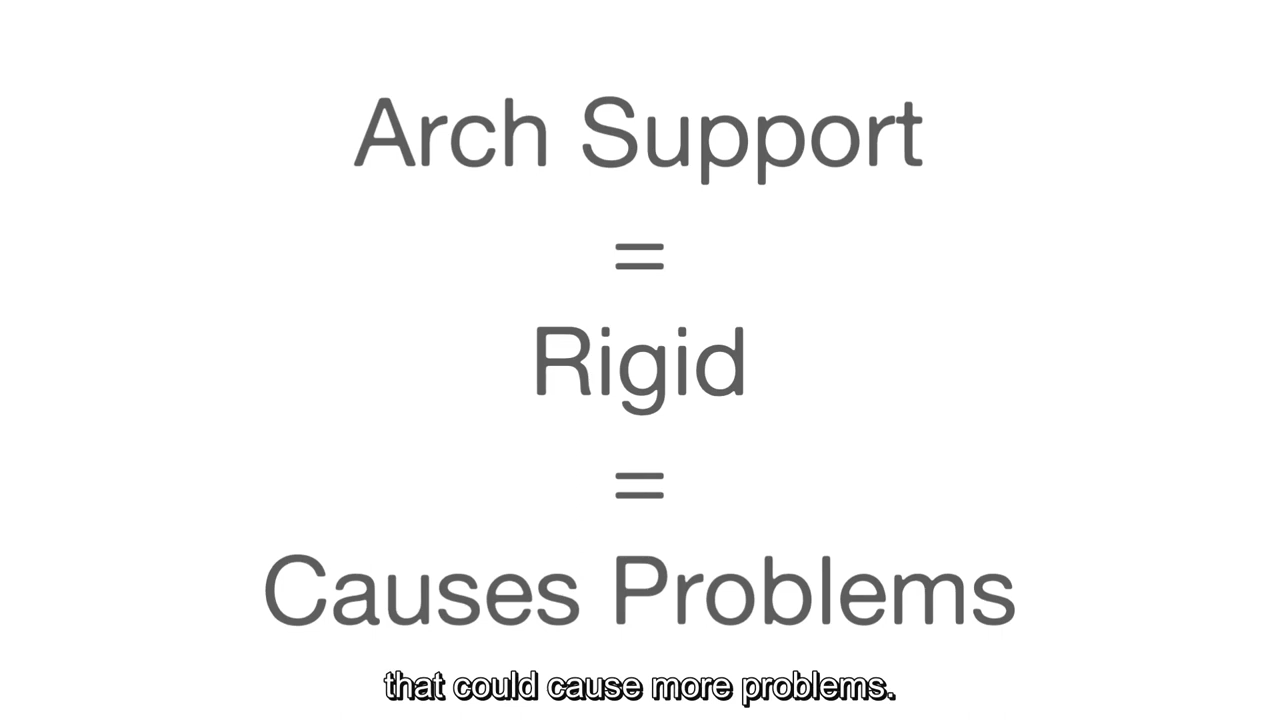 Arch Support
=
Rigid
=
Causes Problems
that could cause more problems.